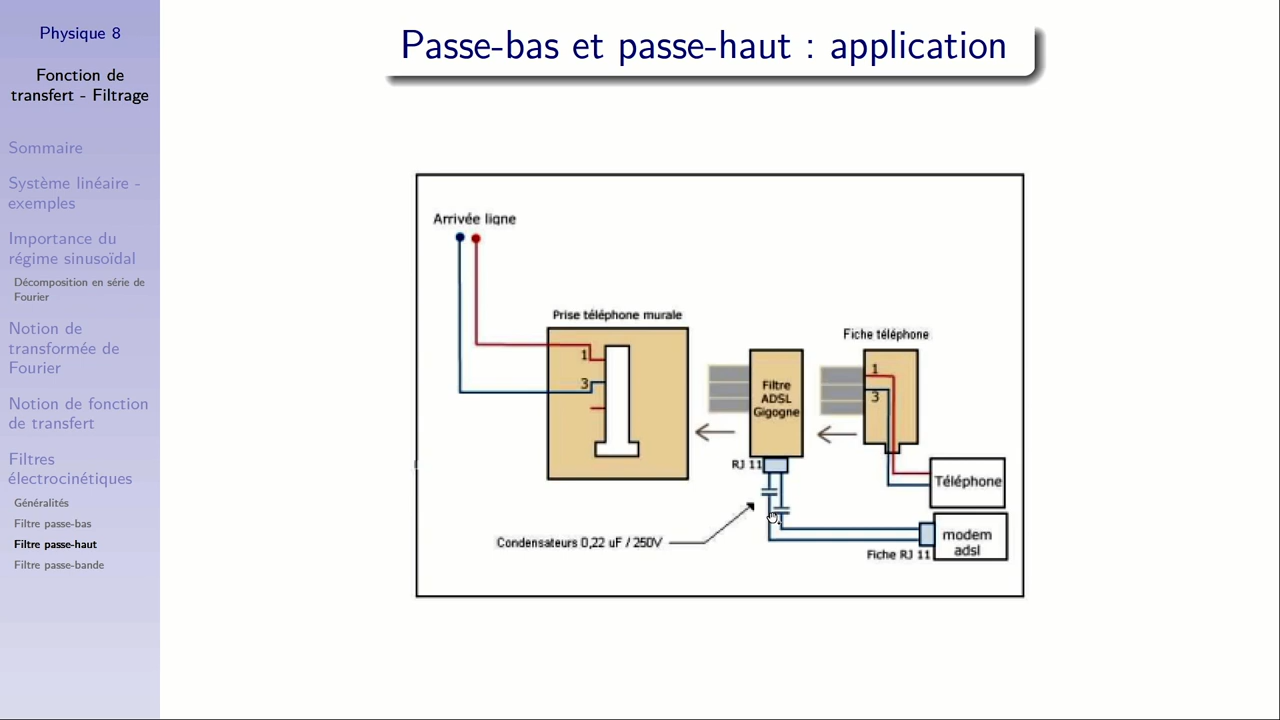 Physique 8
Fonction de
transfert - Filtrage
Sommaire
Système linéaire -
exemples
Importance du
régime sinusoïdal
Décomposition en série de
Fourier
Notion de
transformée de
Fourier
Notion de fonction
de transfert
Filtres
électrocinétiques
Généralités
Filtre passe-bas
Filtre passe-haut
Filtre passe-bande
Passe-bas et passe-haut : application
Arrivée ligne
Prise téléphone murale
1
3
Filtre
ADSL
Gigogne
RJ 11
Fiche téléphone
1
3
Téléphone
Condensateurs 0,22 uF / 250V
modem
adsl
Fiche RJ 11